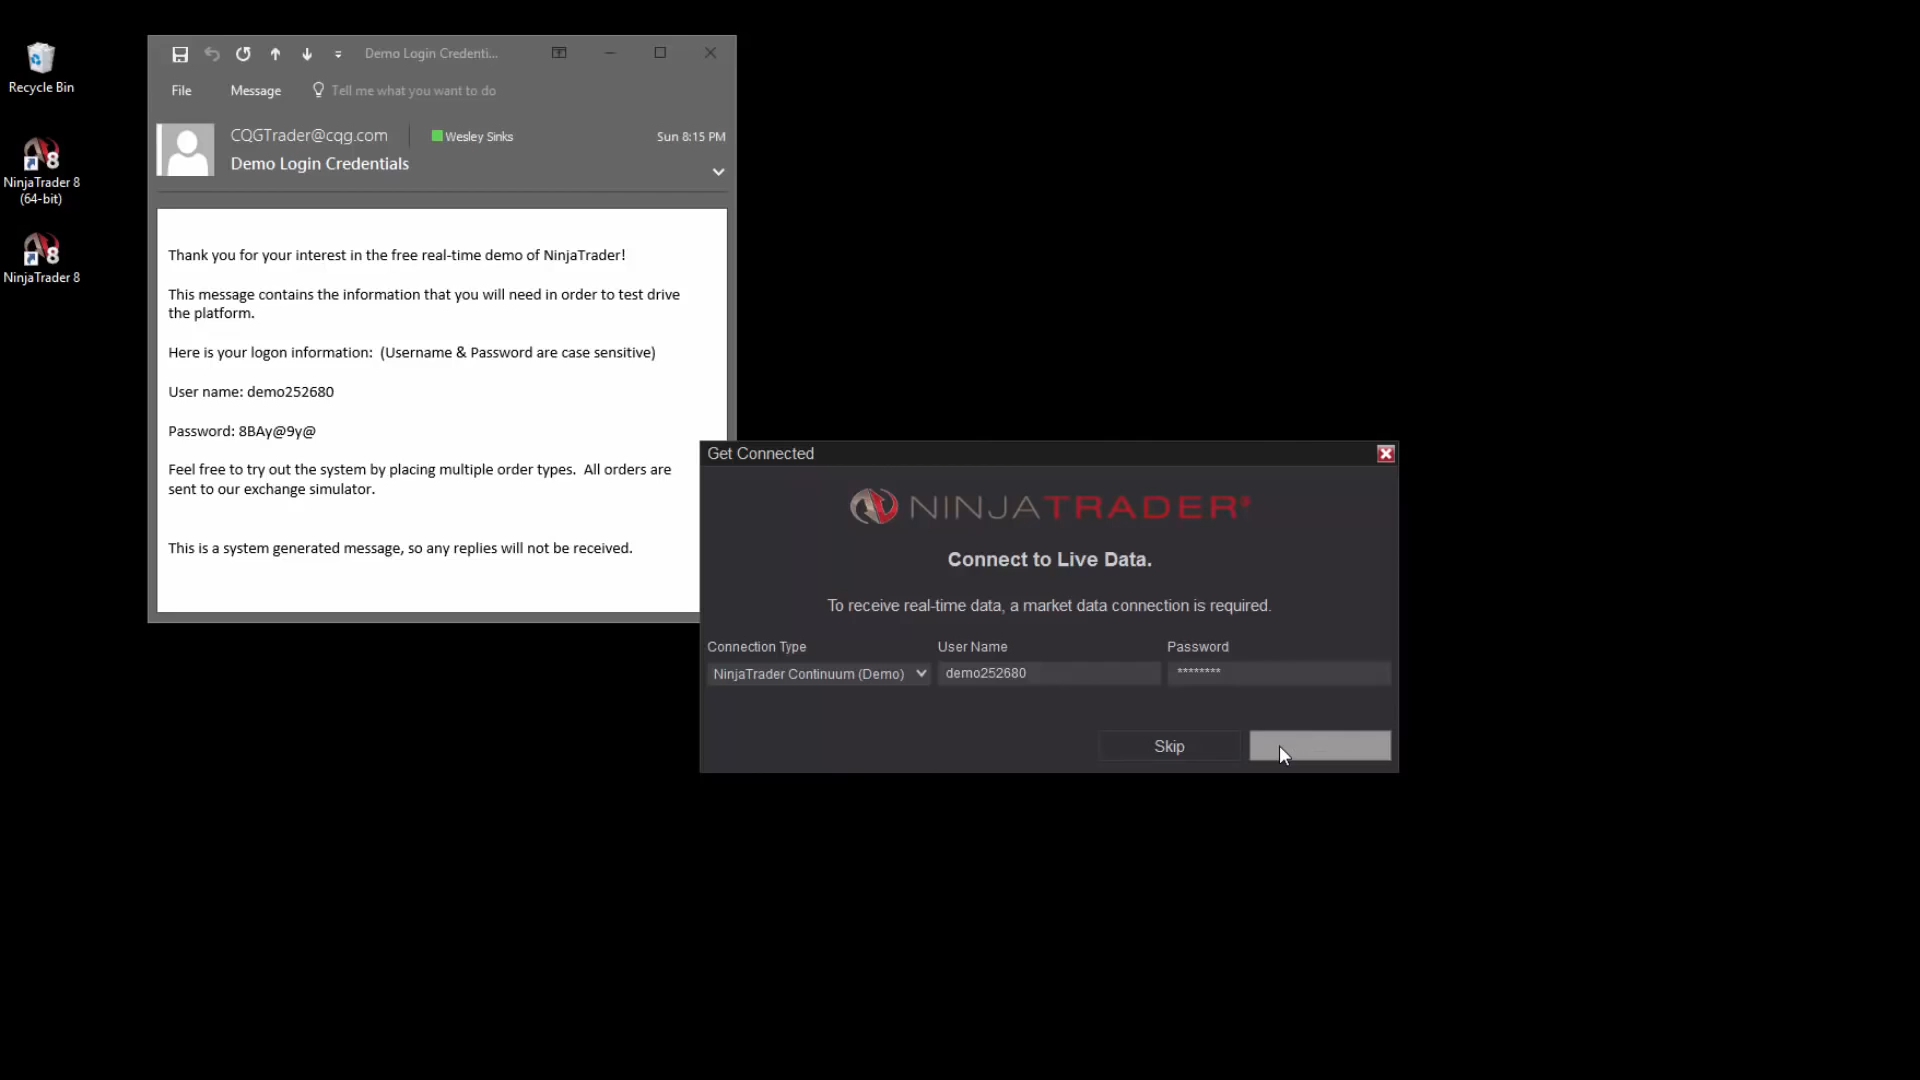 Recycle Bin
NinjaTrader 8
(64-bit)
NinjaTrader 8
Demo Login Credenti...
File Message Tell me what you want to do
CQGTrader@cqg.com Wesley Sinks Sun 8:15 PM
Demo Login Credentials
Thank you for your interest in the free real-time demo of NinjaTrader!
This message contains the information that you will need in order to test drive
the platform.
Here is your logon information:  (Username & Password are case sensitive)
User name: demo252680
Password: 8BAy@9y@
Feel free to try out the system by placing multiple order types.  All orders are
sent to our exchange simulator.
This is a system generated message, so any replies will not be received.
Get Connected
NINJATRADER®
Connect to Live Data.
To receive real-time data, a market data connection is required.
Connection Type User Name Password
NinjaTrader Continuum (Demo) demo252680 ********
Skip